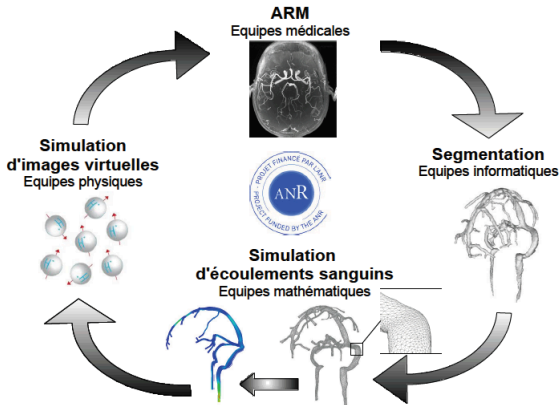 ARM
Equipes médicales
Simulation
d'images virtuelles
Equipes physiques
Segmentation
Equipes informatiques
PROJET FINANCE PAR L'ANR
ANR
PROJECT FUNDED BY THE ANR
Simulation
d'écoulements sanguins
Equipes mathématiques